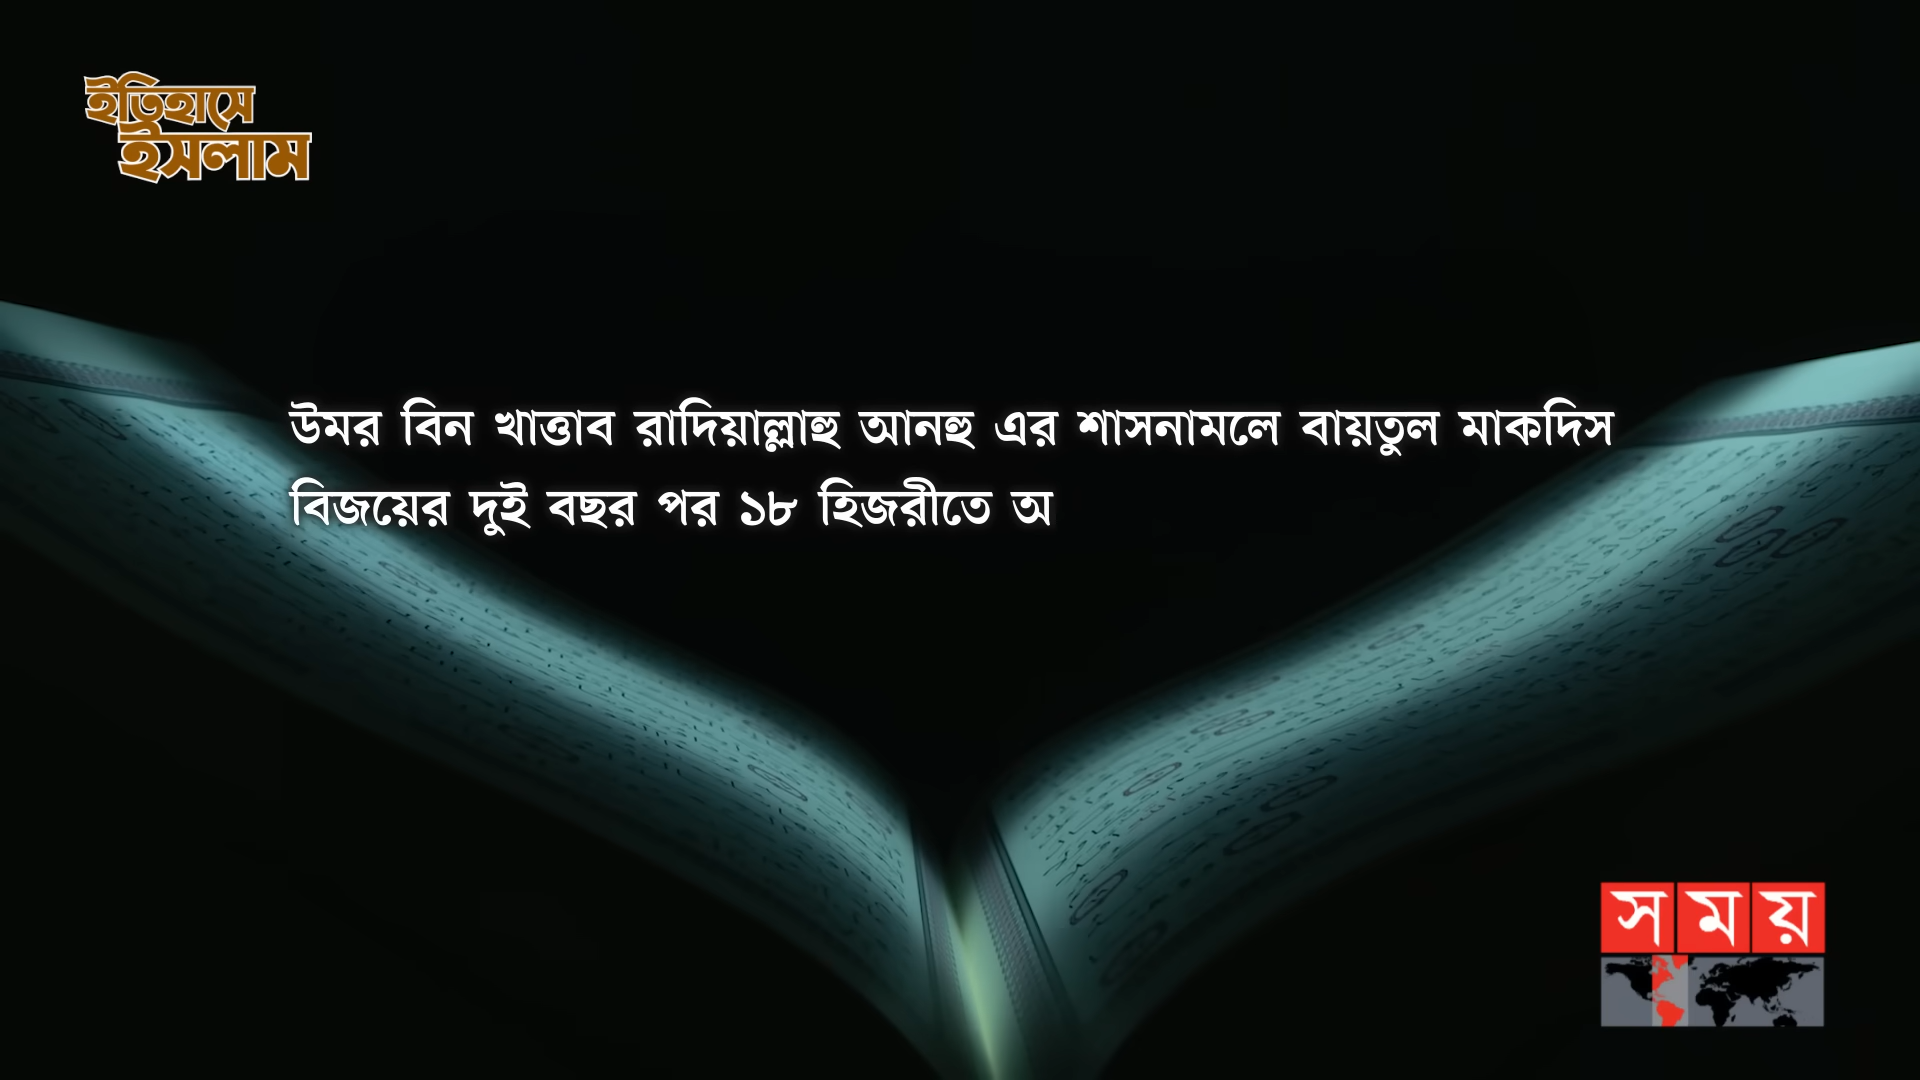 ইতিহাসে
ইসলাম
উমর বিন খাত্তাব রাদিয়াল্লাহু আনহু এর শাসনামলে বায়তুল মাকদিস
বিজয়ের দুই বছর পর ১৮ হিজরীতে অ
সময়